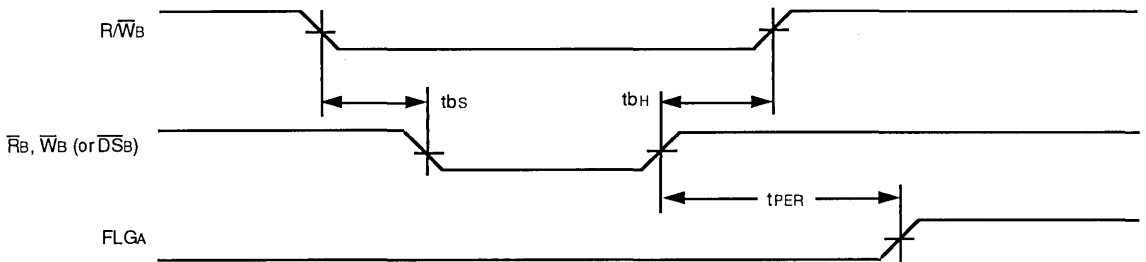 R/W̅B
tbS
tbH
R̅B, W̅B (or D̅S̅B)
tPER
FLGA